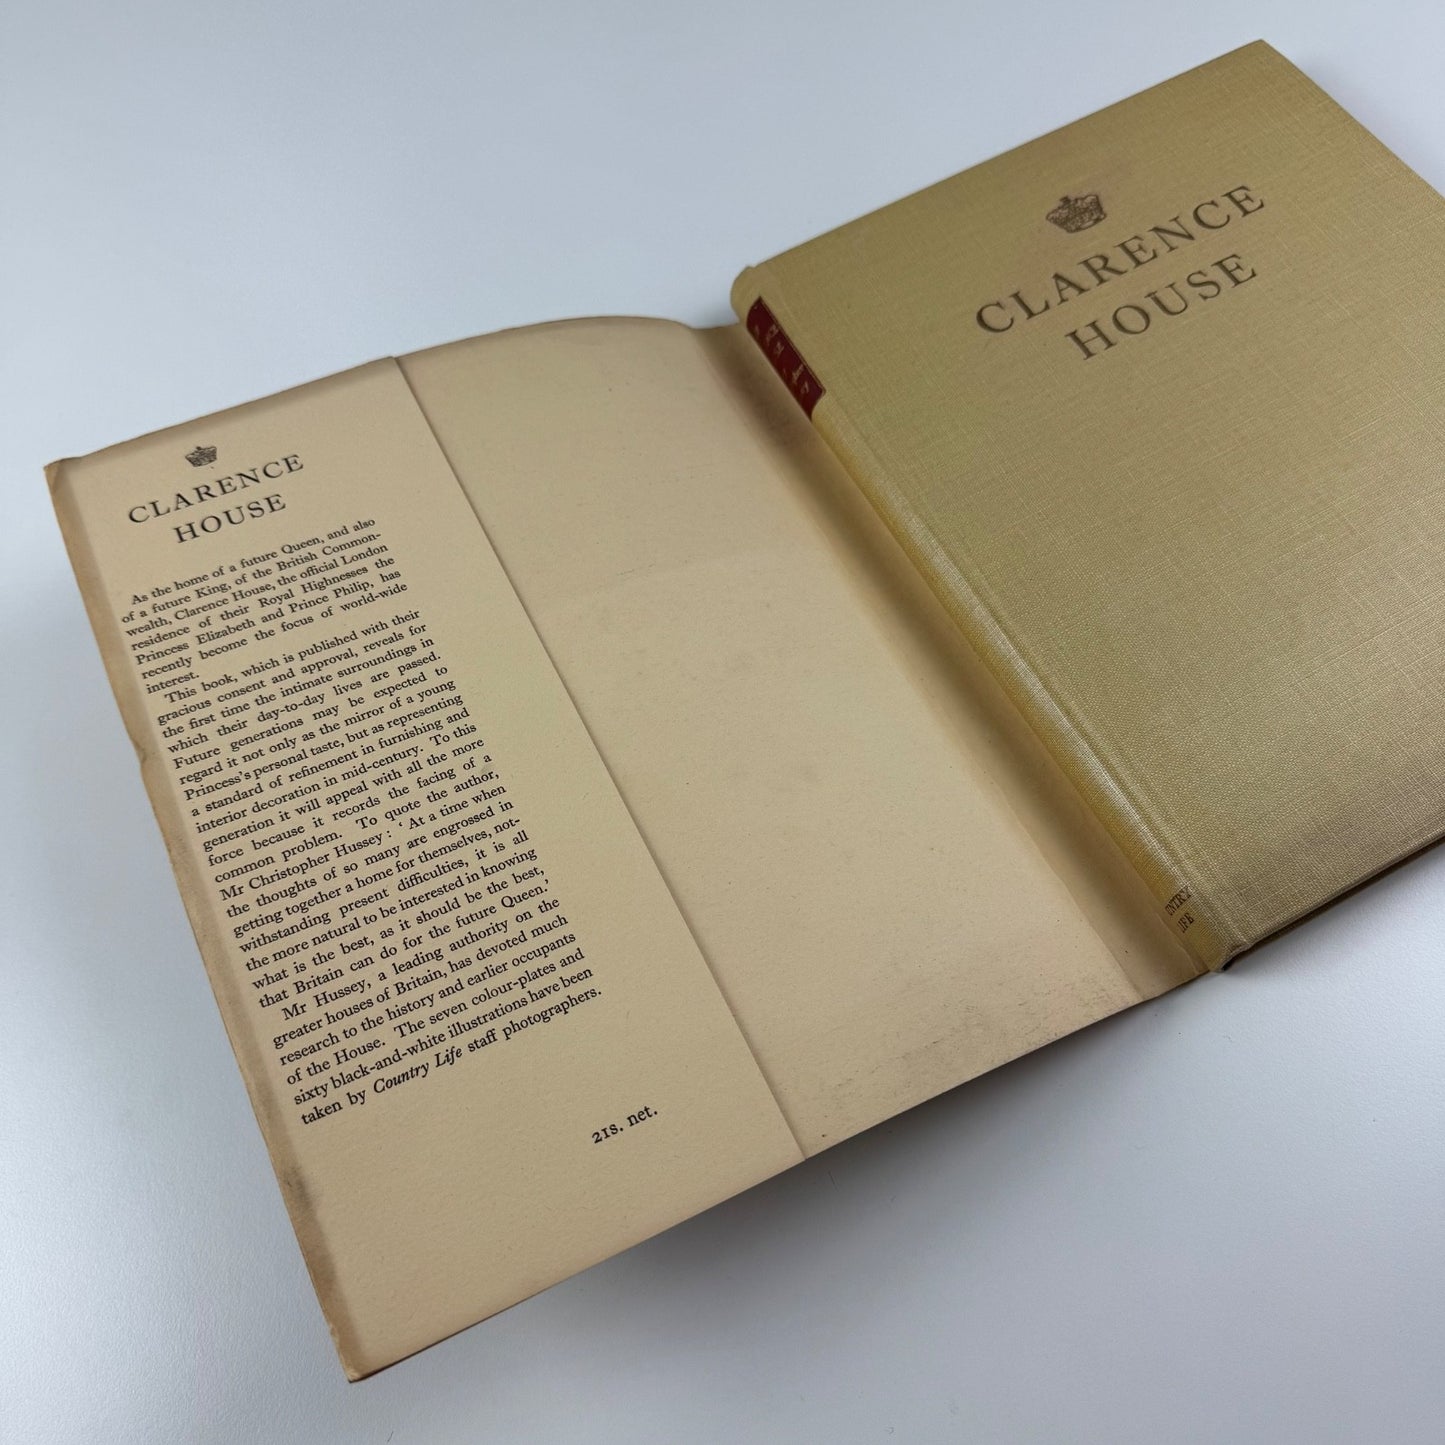 CLARENCE
HOUSE
As the home of a future Queen, and also
of a future King, of the British Common-
wealth, Clarence House, the official London
residence of their Royal Highnesses the
Princess Elizabeth and Prince Philip, has
recently become the focus of world-wide
interest.
This book, which is published with their
gracious consent and approval, reveals for
the first time the intimate surroundings in
which their day-to-day lives are passed.
Future generations may be expected to
regard it not only as the mirror of a young
Princess's personal taste, but as representing
a standard of refinement in furnishing and
interior decoration in mid-century. To this
generation it will appeal with all the more
force because it records the facing of a
common problem. To quote the author,
Mr Christopher Hussey: 'At a time when
the thoughts of so many are engrossed in
getting together a home for themselves, not-
withstanding present difficulties, it is all
the more natural to be interested in knowing
what is the best, as it should be the best,
that Britain can do for the future Queen.'
Mr Hussey, a leading authority on the
greater houses of Britain, has devoted much
research to the history and earlier occupants
of the House. The seven colour-plates and
sixty black-and-white illustrations have been
taken by Country Life staff photographers.
21s. net.
CLARENCE
HOUSE